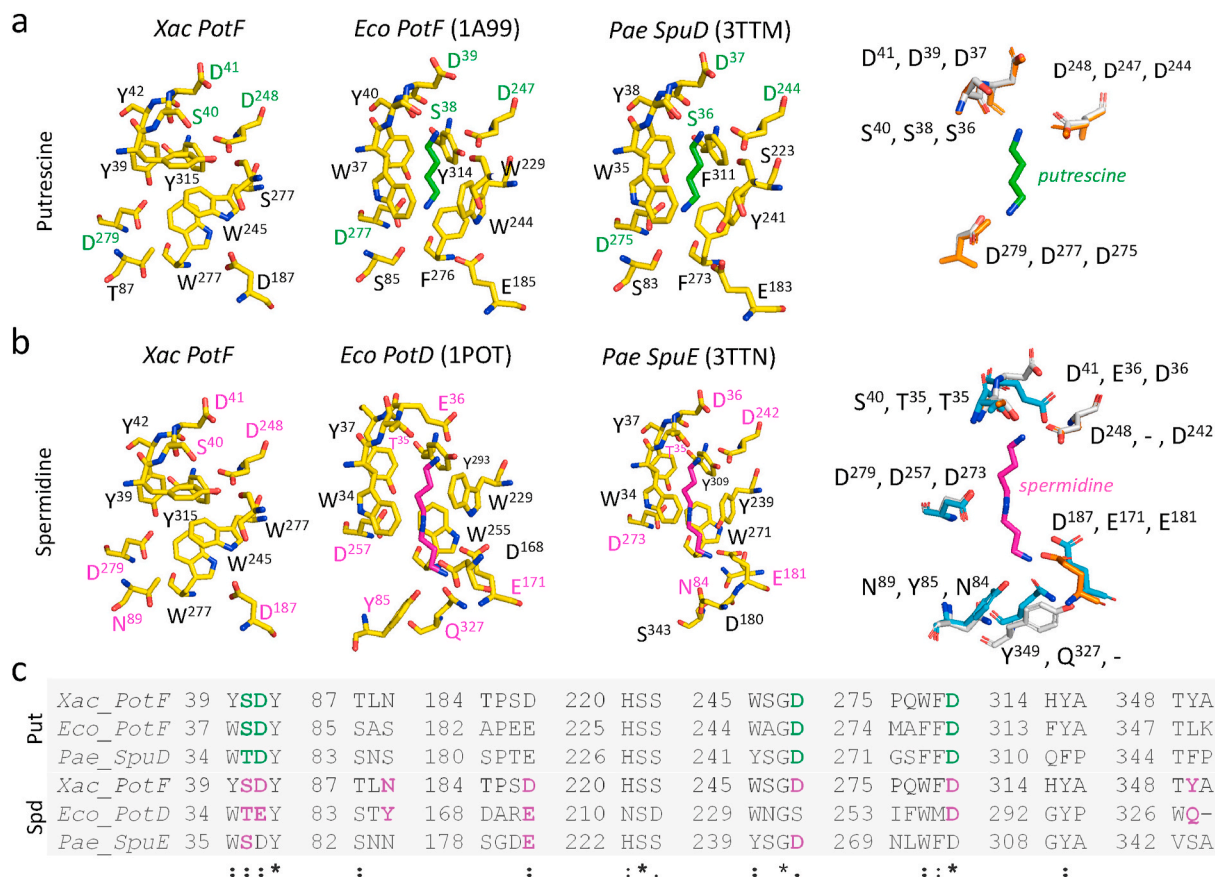 a
Xac PotF
Eco PotF (1A99)
Pae SpuD (3TTM)
Putrescine
D41
Y42
S40
D248
Y39
Y315
S277
W245
D279
T87
W277
D187
D39
Y40
S38
D247
W37
Y314
W229
W244
D277
S85
F276
E185
D37
Y38
S36
D244
W35
S223
F311
Y241
D275
S83
F273
E183
D41, D39, D37
D248, D247, D244
S40, S38, S36
putrescine
D279, D277, D275
b
Xac PotF
Eco PotD (1POT)
Pae SpuE (3TTN)
Spermidine
D41
Y42
S40
D248
Y39
Y315
W277
W245
D279
N89
W277
D187
E36
Y37
T35
Y293
W34
W229
W255
D257
D168
E171
Y85
Q327
D36
Y37
D242
T35
Y309
W34
Y239
D273
W271
N84
E181
S343
D180
D41, E36, D36
S40, T35, T35
D248, -, D242
D279, D257, D273
spermidine
D187, E171, E181
N89, Y85, N84
Y349, Q327, -
c
Put
Xac_PotF 39 YSDY 87 TLN 184 TPSD 220 HSS 245 WSGD 275 PQWFD 314 HYA 348 TYA
Eco_PotF 37 WSDY 85 SAS 182 APEE 225 HSS 244 WAGD 274 MAFFD 313 FYA 347 TLK
Pae_SpuD 34 WTDY 83 SNS 180 SPTE 226 HSS 241 YSGD 271 GSFFD 310 QFP 344 TFP
Spd
Xac_PotF 39 YSDY 87 TLN 184 TPSD 220 HSS 245 WSGD 275 PQWFD 314 HYA 348 TYA
Eco_PotD 34 WTEY 83 STY 168 DARE 210 NSD 229 WNGS 253 IFWMD 292 GYP 326 WQ-
Pae_SpuE 35 WSDY 82 SNN 178 SGDE 222 HSS 239 YSGD 269 NLWFD 308 GYA 342 VSA
:::* : : :*. : *. :;* :